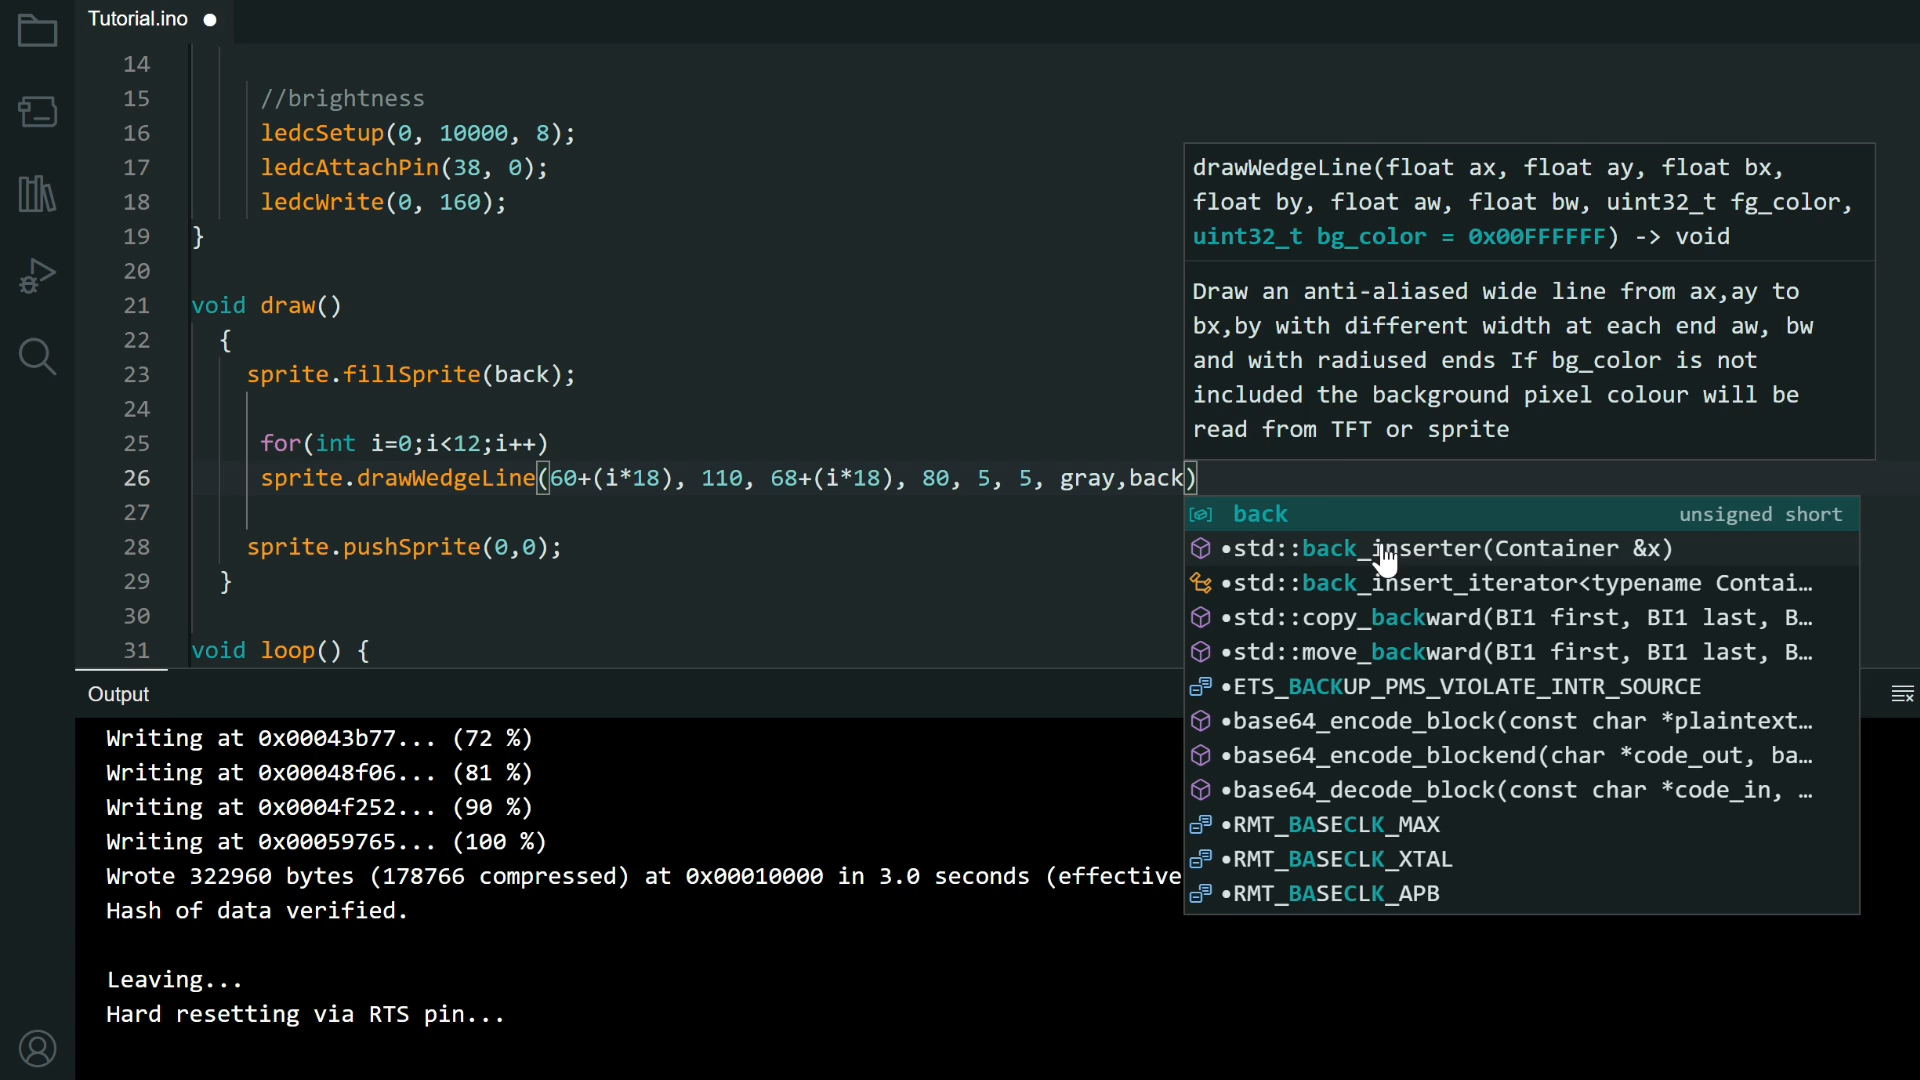 Tutorial.ino
14
15 //brightness
16 ledcSetup(0, 10000, 8);
17 ledcAttachPin(38, 0);
18 ledcWrite(0, 160);
19 }
20
21 void draw()
22 {
23 sprite.fillSprite(back);
24
25 for(int i=0;i<12;i++)
26 sprite.drawWedgeLine(60+(i*18), 110, 68+(i*18), 80, 5, 5, gray,back)
27
28 sprite.pushSprite(0,0);
29 }
30
31 void loop() {
drawWedgeLine(float ax, float ay, float bx,
float by, float aw, float bw, uint32_t fg_color,
uint32_t bg_color = 0x00FFFFFF) -> void
Draw an anti-aliased wide line from ax,ay to
bx,by with different width at each end aw, bw
and with radiused ends If bg_color is not
included the background pixel colour will be
read from TFT or sprite
back unsigned short
•std::back_inserter(Container &x)
•std::back_insert_iterator<typename Contai…
•std::copy_backward(BI1 first, BI1 last, B…
•std::move_backward(BI1 first, BI1 last, B…
•ETS_BACKUP_PMS_VIOLATE_INTR_SOURCE
•base64_encode_block(const char *plaintext…
•base64_encode_blockend(char *code_out, ba…
•base64_decode_block(const char *code_in, …
•RMT_BASECLK_MAX
•RMT_BASECLK_XTAL
•RMT_BASECLK_APB
Output
Writing at 0x00043b77... (72 %)
Writing at 0x00048f06... (81 %)
Writing at 0x0004f252... (90 %)
Writing at 0x00059765... (100 %)
Wrote 322960 bytes (178766 compressed) at 0x00010000 in 3.0 seconds (effective
Hash of data verified.
Leaving...
Hard resetting via RTS pin...